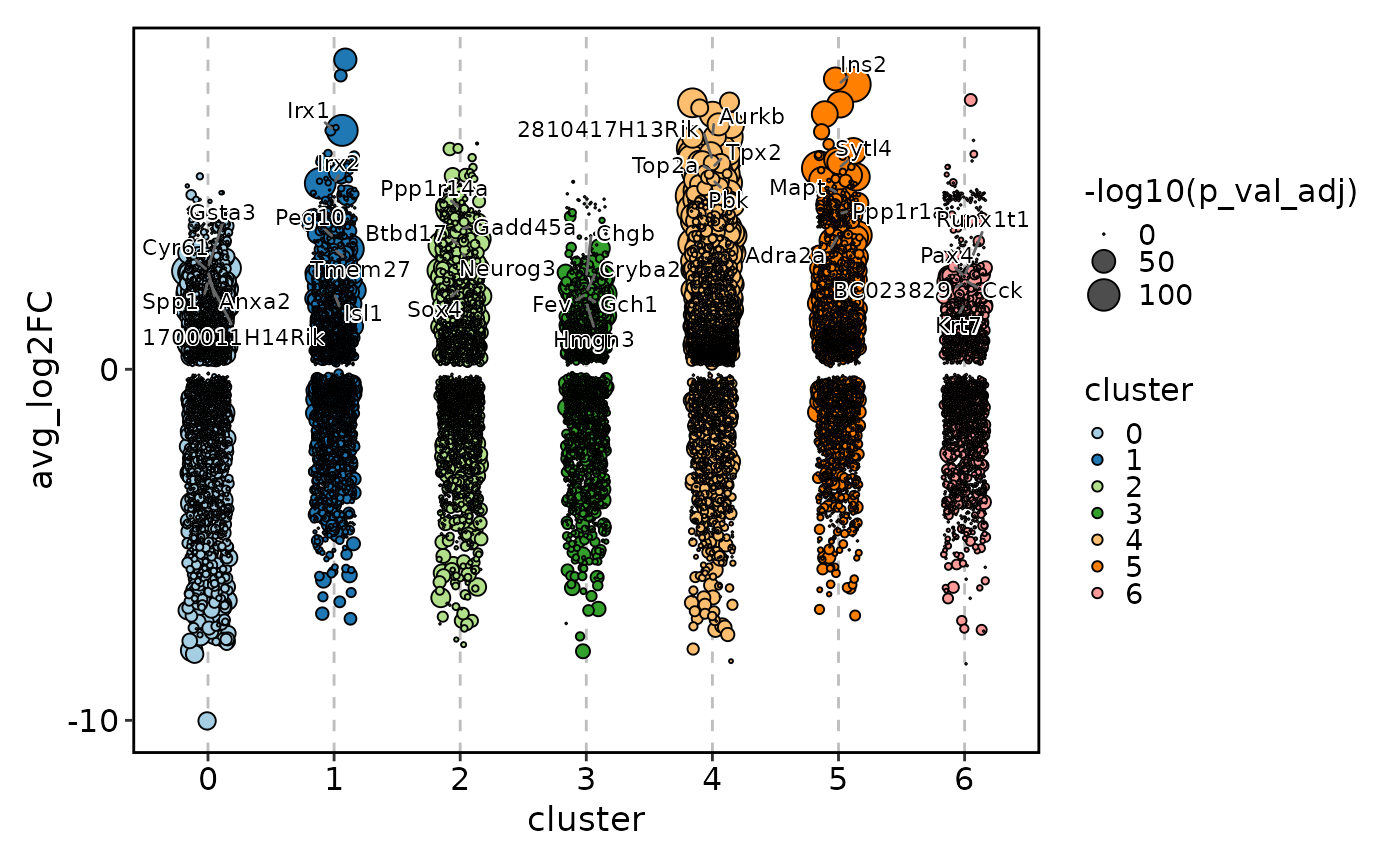 Ins2
Irx1
Aurkb
2810417H13Rik
Sytl4
Tpx2
Irx2
Top2a
Ppp1r14a
Mapt
Pbk
Gsta3
Peg10
Ppp1r1a
Runx1t1
Gadd45a
Btbd17
Chgb
Cyr61
Adra2a
Pax4
Tmem27
Neurog3
Cryba2
BC023829
Cck
Spp1
Anxa2
Fev
Gch1
Sox4
Isl1
Krt7
1700011H14Rik
Hmgn3
avg_log2FC
0
-10
0 1 2 3 4 5 6
cluster
-log10(p_val_adj)
0
50
100
cluster
0
1
2
3
4
5
6